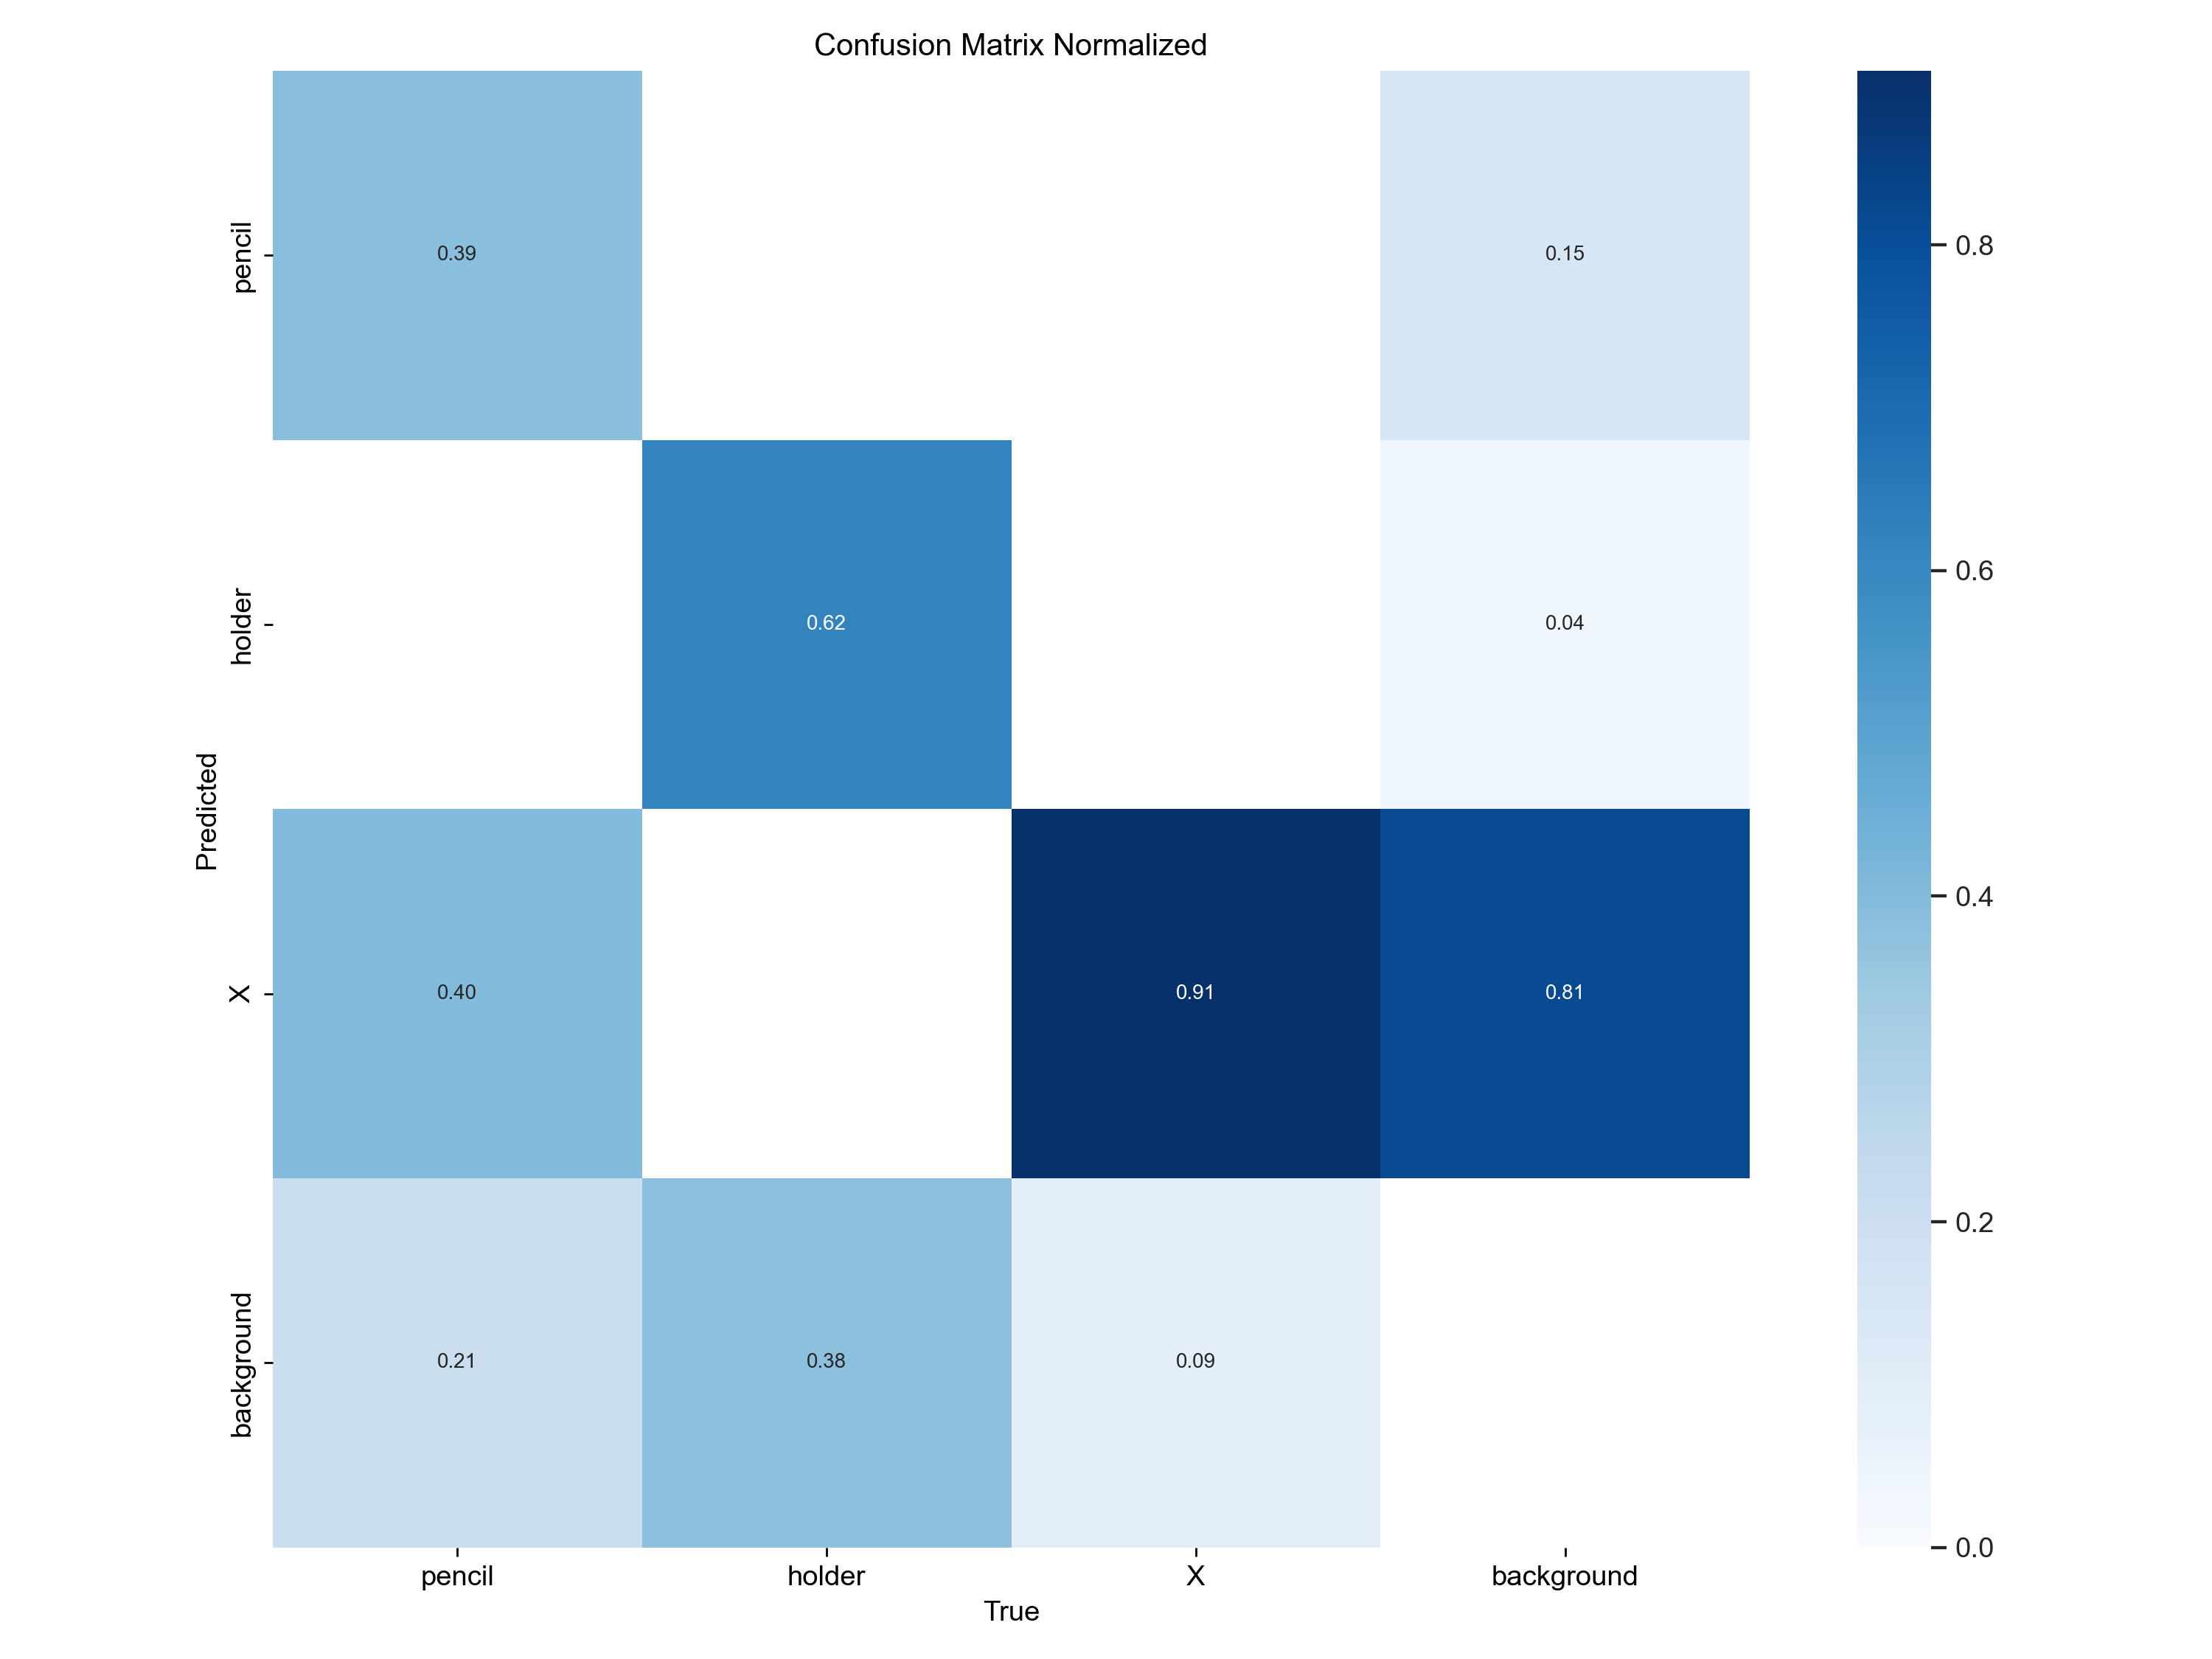 Confusion Matrix Normalized
pencil
0.39
0.15
holder
0.62
0.04
X
0.40
0.91
0.81
background
0.21
0.38
0.09
Predicted
pencil
holder
X
background
True
0.8
0.6
0.4
0.2
0.0